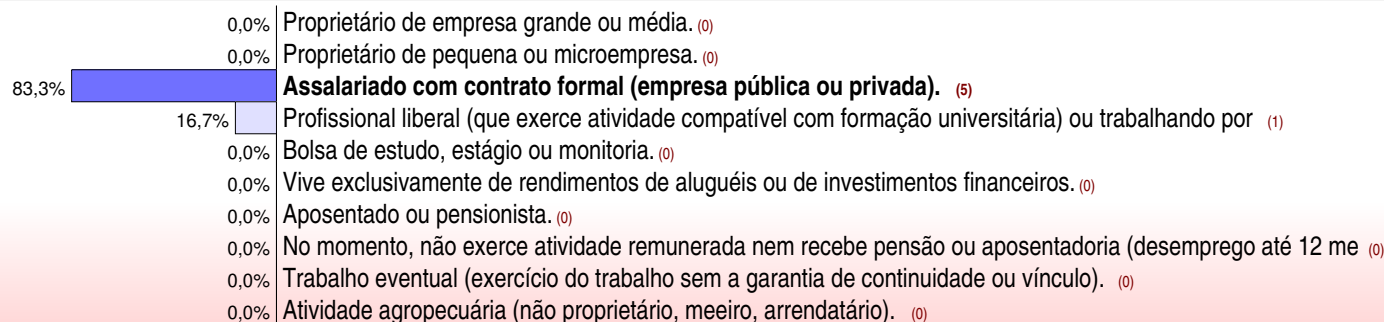 0,0% Proprietário de empresa grande ou média. (0)
0,0% Proprietário de pequena ou microempresa. (0)
83,3% Assalariado com contrato formal (empresa pública ou privada). (5)
16,7% Profissional liberal (que exerce atividade compatível com formação universitária) ou trabalhando por (1)
0,0% Bolsa de estudo, estágio ou monitoria. (0)
0,0% Vive exclusivamente de rendimentos de aluguéis ou de investimentos financeiros. (0)
0,0% Aposentado ou pensionista. (0)
0,0% No momento, não exerce atividade remunerada nem recebe pensão ou aposentadoria (desemprego até 12 me (0)
0,0% Trabalho eventual (exercício do trabalho sem a garantia de continuidade ou vínculo). (0)
0,0% Atividade agropecuária (não proprietário, meeiro, arrendatário). (0)